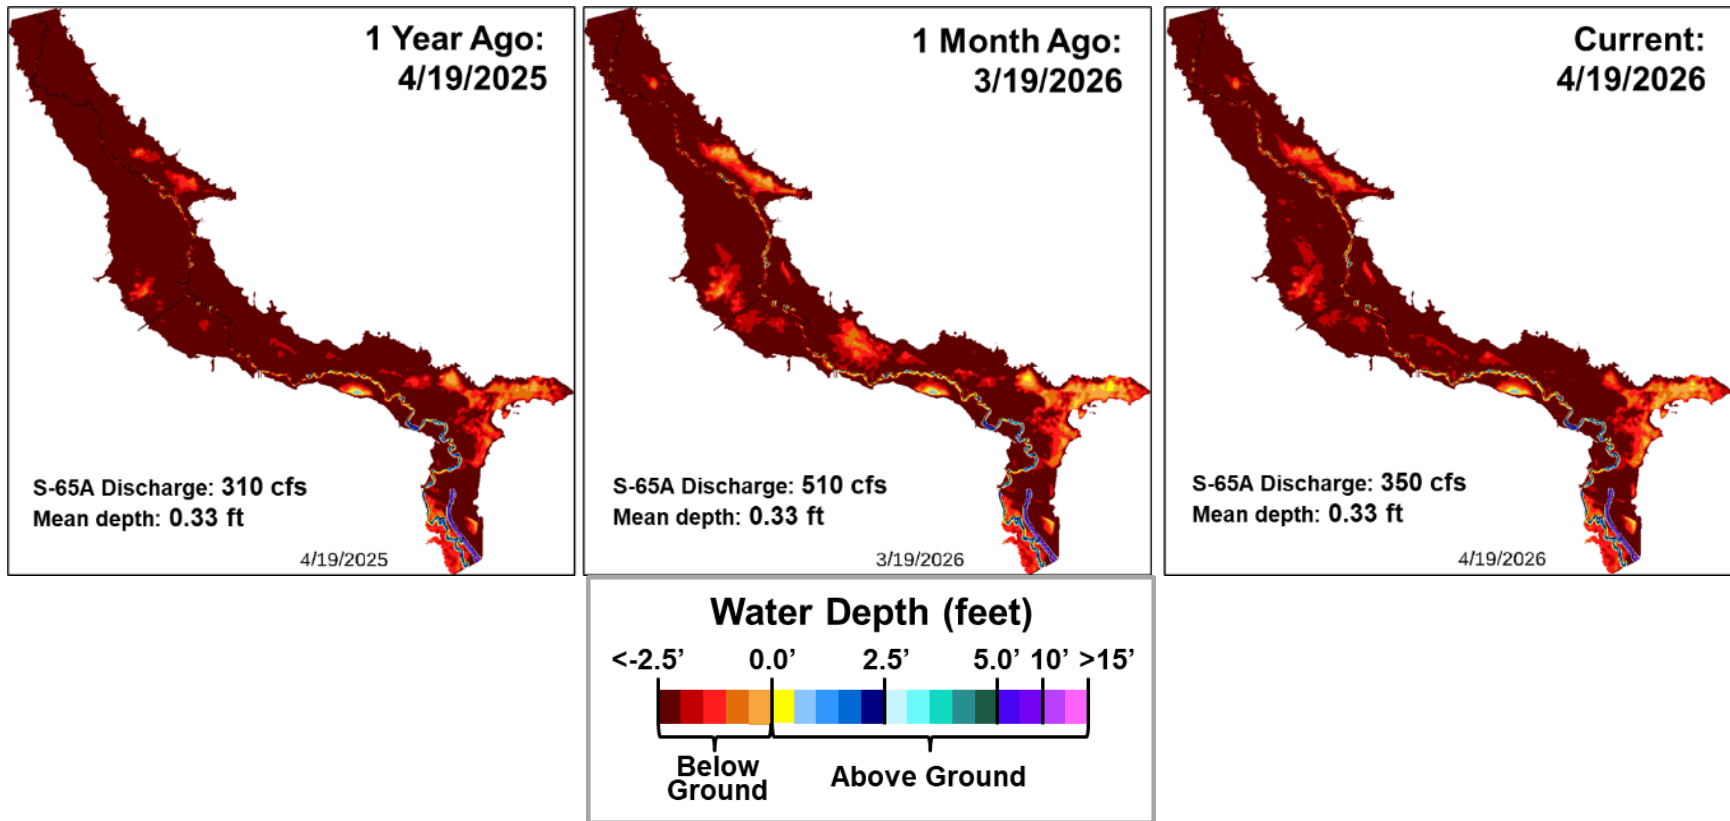 1 Year Ago:
4/19/2025
S-65A Discharge: 310 cfs
Mean depth: 0.33 ft
4/19/2025
1 Month Ago:
3/19/2026
S-65A Discharge: 510 cfs
Mean depth: 0.33 ft
3/19/2026
Current:
4/19/2026
S-65A Discharge: 350 cfs
Mean depth: 0.33 ft
4/19/2026
Water Depth (feet)
<-2.5’ 0.0’ 2.5’ 5.0’ 10’ >15’
Below
Ground
Above Ground